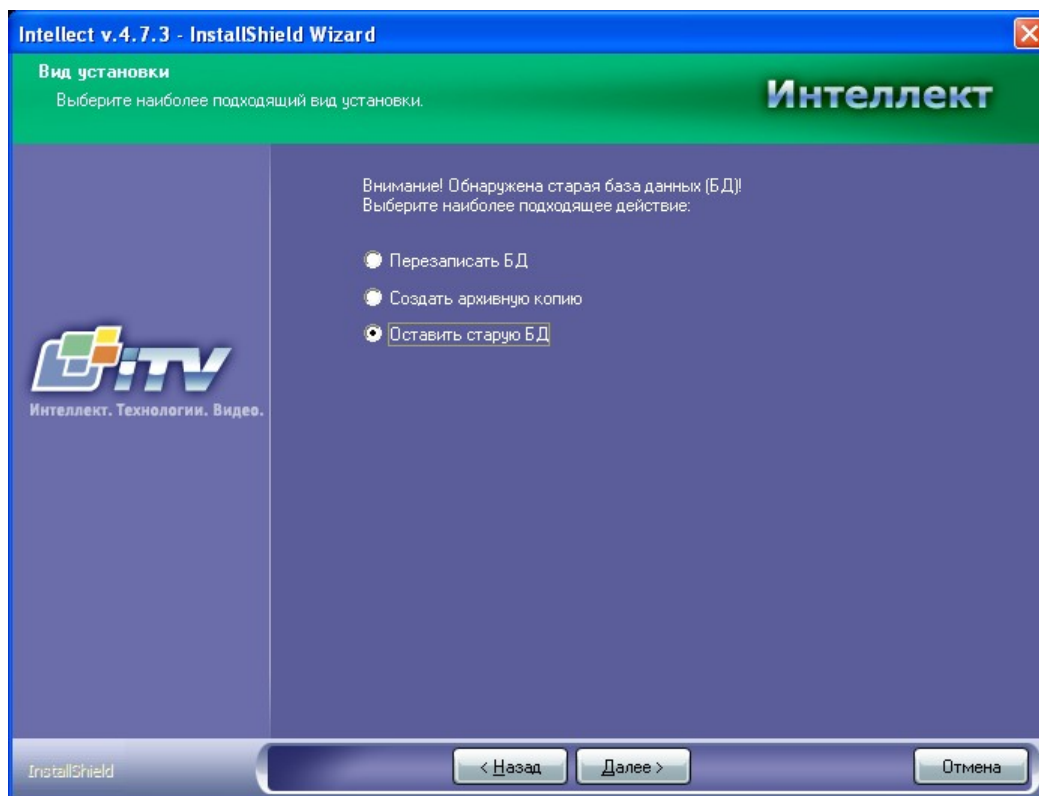 Intellect v.4.7.3 - InstallShield Wizard
Вид установки
Выберите наиболее подходящий вид установки.
Интеллект
Внимание! Обнаружена старая база данных (БД)!
Выберите наиболее подходящее действие:
Перезаписать БД
Создать архивную копию
Оставить старую БД
iTV
Интеллект. Технологии. Видео.
InstallShield
< Назад
Далее >
Отмена